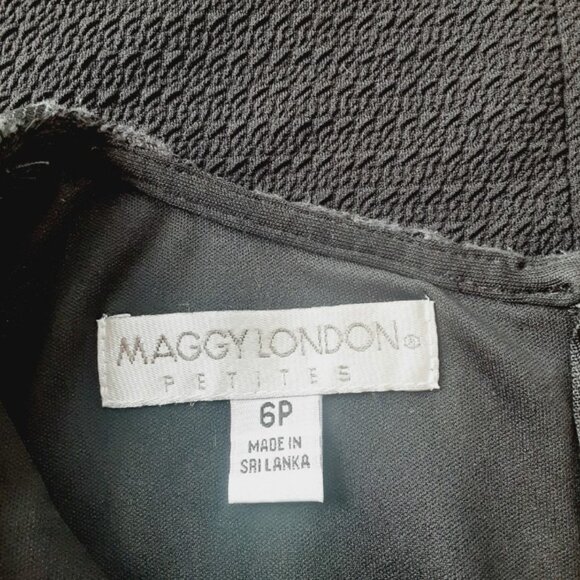 MAGGY LONDON®
PETITES
6P
MADE IN
SRI LANKA